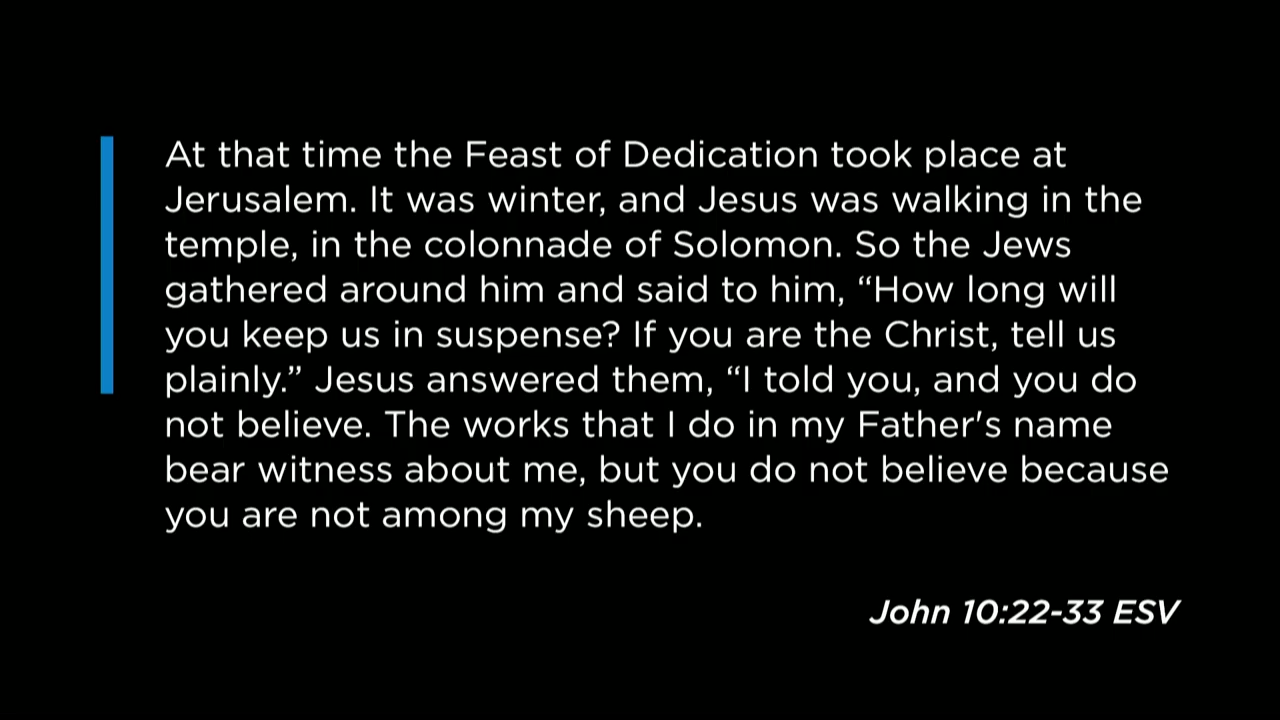 At that time the Feast of Dedication took place at
Jerusalem. It was winter, and Jesus was walking in the
temple, in the colonnade of Solomon. So the Jews
gathered around him and said to him, “How long will
you keep us in suspense? If you are the Christ, tell us
plainly.” Jesus answered them, “I told you, and you do
not believe. The works that I do in my Father's name
bear witness about me, but you do not believe because
you are not among my sheep.
John 10:22-33 ESV